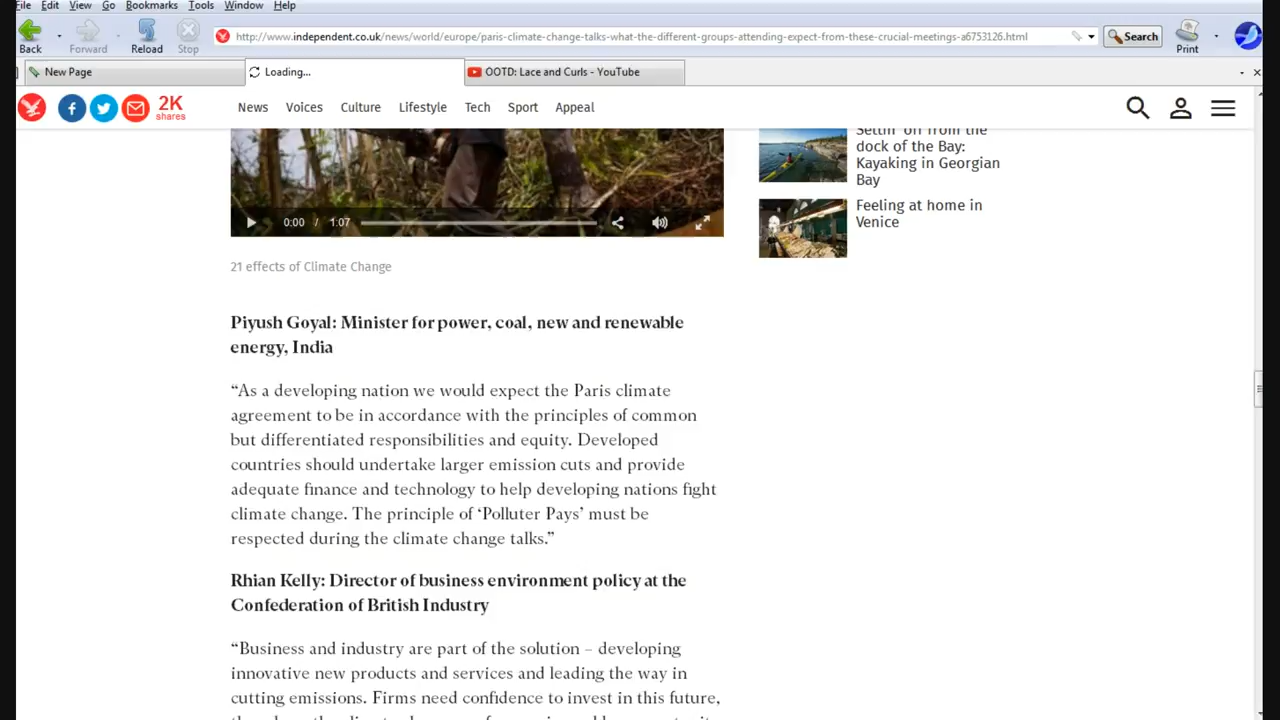 File Edit View Go Bookmarks Tools Window Help
Back Forward Reload Stop http://www.independent.co.uk/news/world/europe/paris-climate-change-talks-what-the-different-groups-attending-expect-from-these-crucial-meetings-a6753126.html Search Print
New Page Loading... OOTD: Lace and Curls - YouTube
2K shares News Voices Culture Lifestyle Tech Sport Appeal
Settin' off from the
dock of the Bay:
Kayaking in Georgian
Bay
Feeling at home in
Venice
0:00 / 1:07
21 effects of Climate Change
Piyush Goyal: Minister for power, coal, new and renewable
energy, India
“As a developing nation we would expect the Paris climate
agreement to be in accordance with the principles of common
but differentiated responsibilities and equity. Developed
countries should undertake larger emission cuts and provide
adequate finance and technology to help developing nations fight
climate change. The principle of ‘Polluter Pays’ must be
respected during the climate change talks.”
Rhian Kelly: Director of business environment policy at the
Confederation of British Industry
“Business and industry are part of the solution – developing
innovative new products and services and leading the way in
cutting emissions. Firms need confidence to invest in this future,